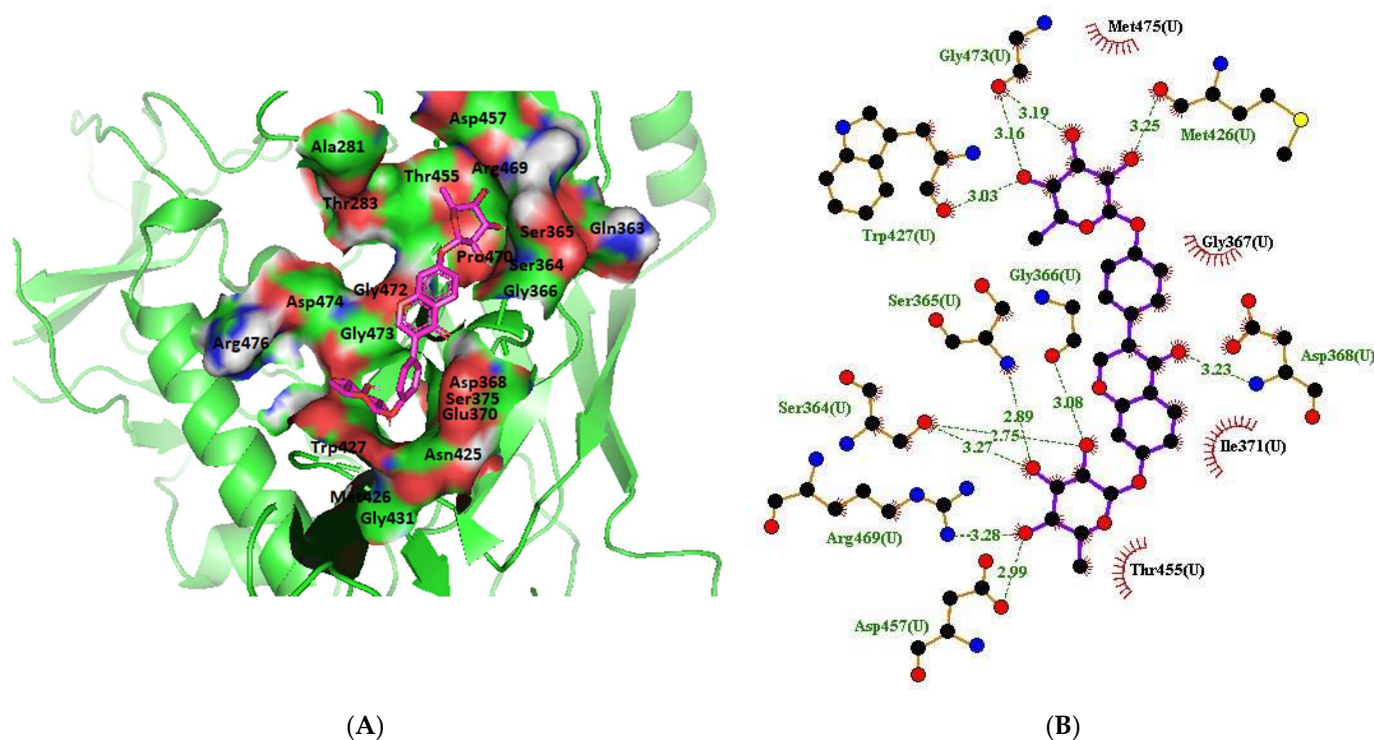 Asp457
Ala281
Thr455
Arg469
Thr283
Ser365
Gln363
Pro470
Ser364
Gly472
Gly366
Asp474
Gly473
Arg476
Asp368
Ser375
Glu370
Trp427
Asn425
Met426
Gly431
(A)
Met475(U)
Gly473(U)
3.19
3.16
3.25
Met426(U)
3.03
Trp427(U)
Gly367(U)
Gly366(U)
Ser365(U)
Asp368(U)
3.23
3.08
2.89
Ser364(U)
2.75
3.27
Ile371(U)
Arg469(U)
3.28
2.99
Thr455(U)
Asp457(U)
(B)